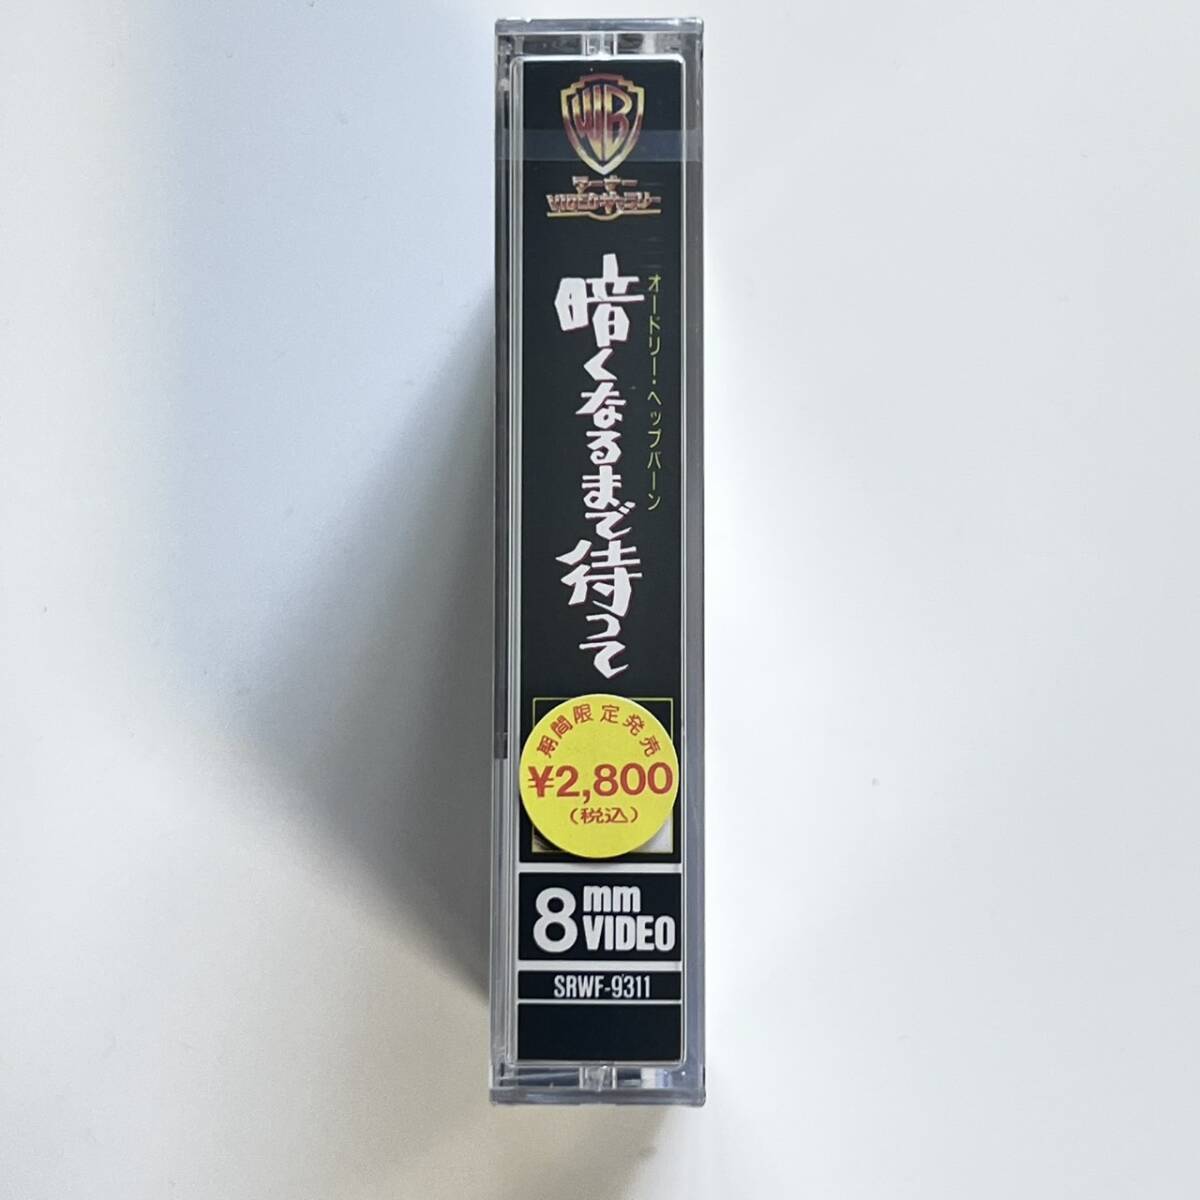 WB
ワーナー
VIDEOギャラリー
オードリー・ヘップバーン
暗くなるまで待って
期間限定発売
¥2,800
(税込)
8mm VIDEO
SRWF-9311